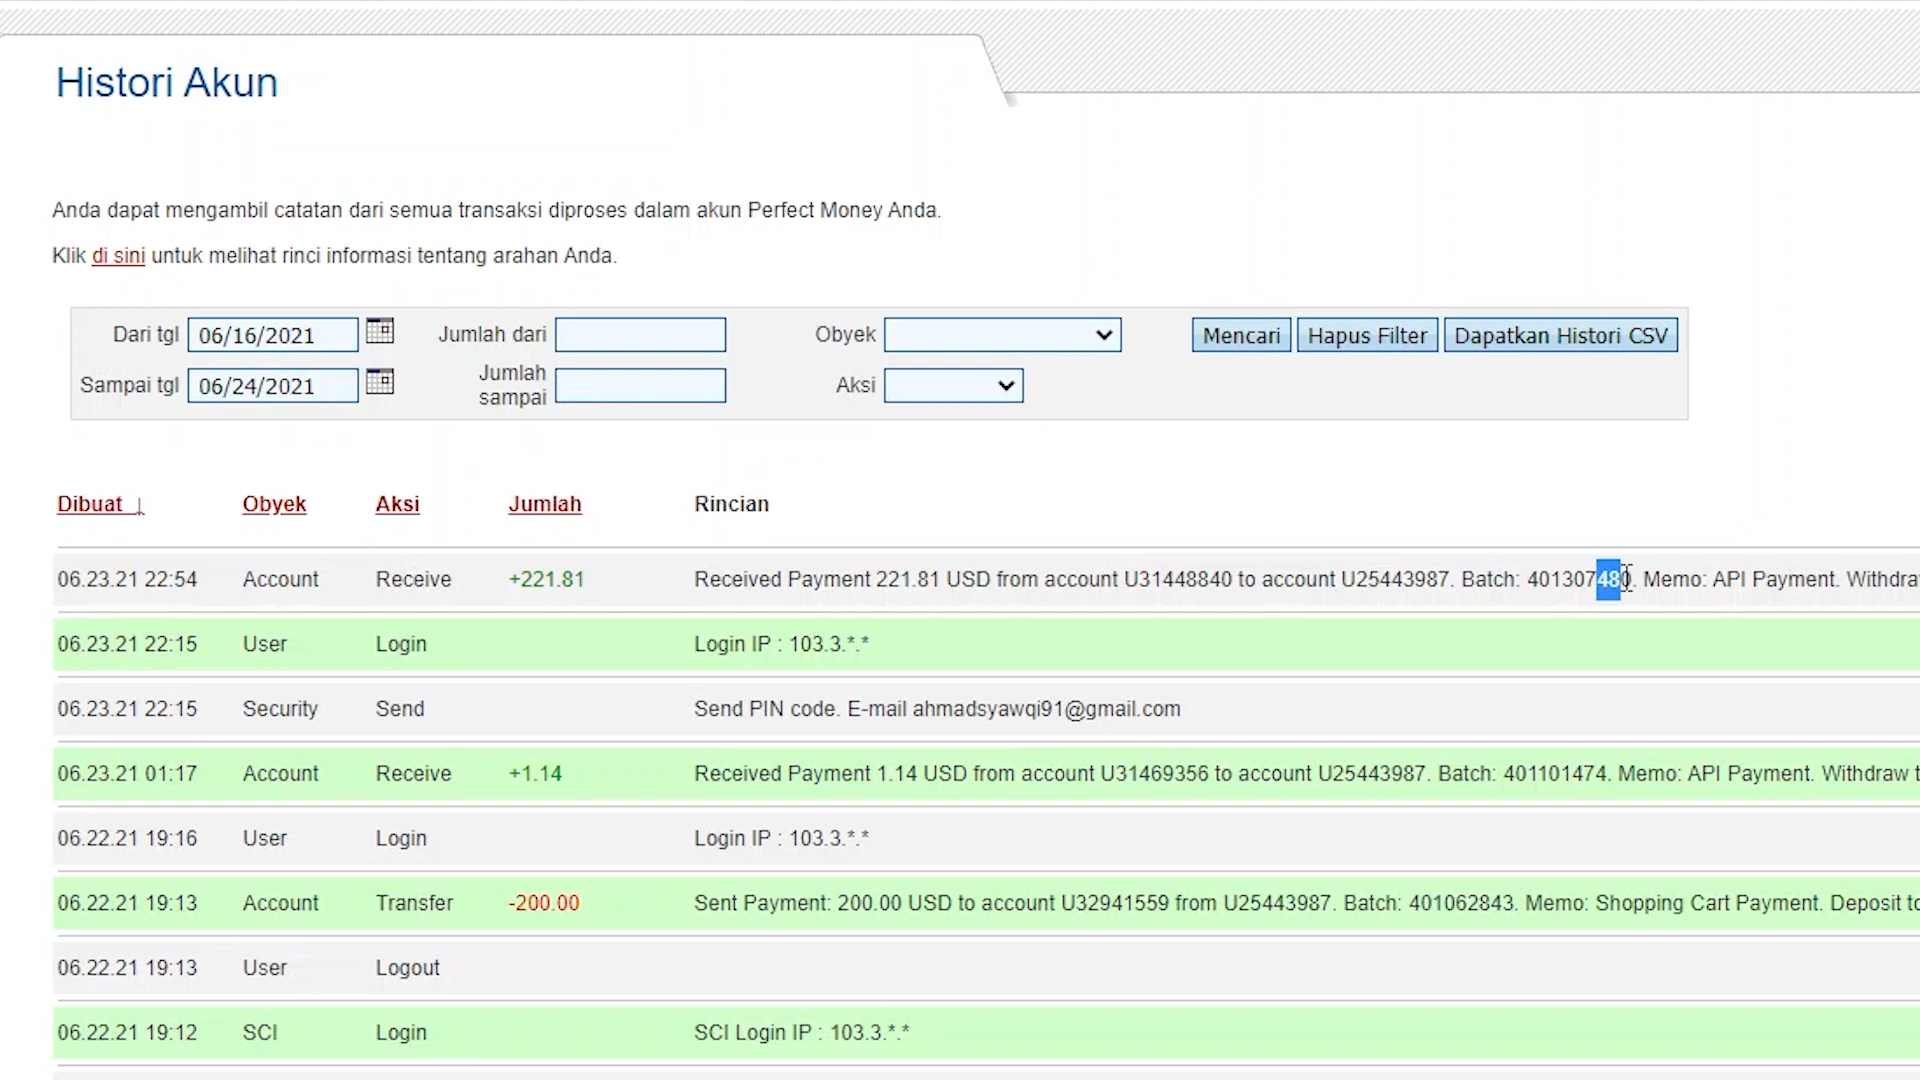 Histori Akun
Anda dapat mengambil catatan dari semua transaksi diproses dalam akun Perfect Money Anda.
Klik di sini untuk melihat rinci informasi tentang arahan Anda.
Dari tgl 06/16/2021 Jumlah dari Obyek Mencari Hapus Filter Dapatkan Histori CSV
Sampai tgl 06/24/2021 Jumlah sampai Aksi
Dibuat ↓ Obyek Aksi Jumlah Rincian
06.23.21 22:54 Account Receive +221.81 Received Payment 221.81 USD from account U31448840 to account U25443987. Batch: 401307480. Memo: API Payment. Withdra
06.23.21 22:15 User Login Login IP : 103.3.*.*
06.23.21 22:15 Security Send Send PIN code. E-mail ahmadsyawqi91@gmail.com
06.23.21 01:17 Account Receive +1.14 Received Payment 1.14 USD from account U31469356 to account U25443987. Batch: 401101474. Memo: API Payment. Withdraw t
06.22.21 19:16 User Login Login IP : 103.3.*.*
06.22.21 19:13 Account Transfer -200.00 Sent Payment: 200.00 USD to account U32941559 from U25443987. Batch: 401062843. Memo: Shopping Cart Payment. Deposit to
06.22.21 19:13 User Logout
06.22.21 19:12 SCI Login SCI Login IP : 103.3.*.*